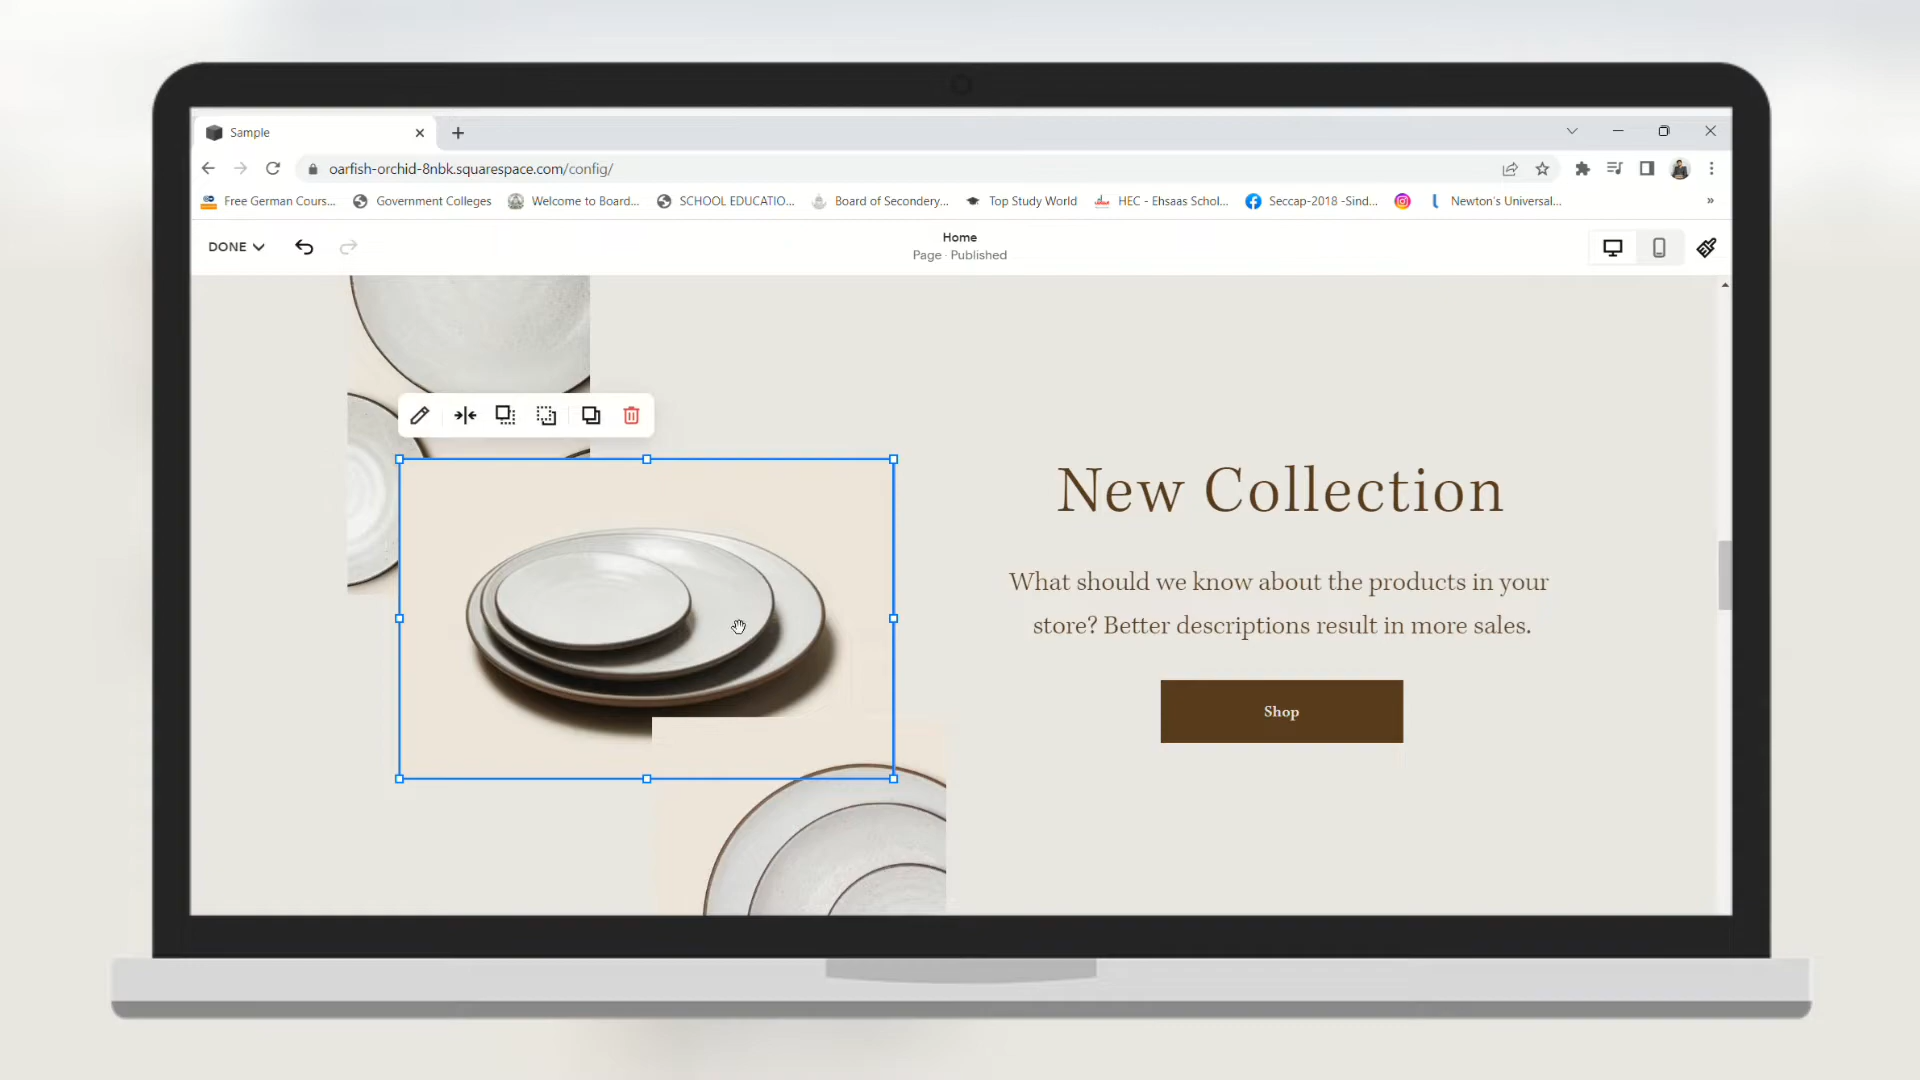 Sample
oarfish-orchid-8nbk.squarespace.com/config/
Free German Cours... Government Colleges Welcome to Board... SCHOOL EDUCATIO... Board of Secondery... Top Study World HEC - Ehsaas Schol... Seccap-2018 -Sind... Newton's Universal... »
DONE
Home
Page · Published
New Collection
What should we know about the products in your
store? Better descriptions result in more sales.
Shop